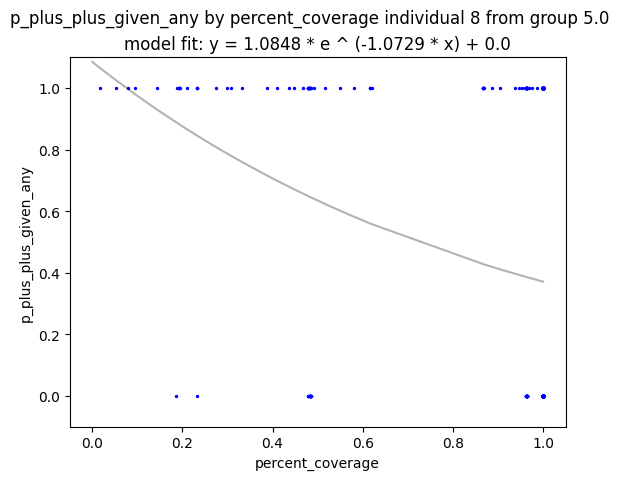 p_plus_plus_given_any by percent_coverage individual 8 from group 5.0
model fit: y = 1.0848 * e ^ (-1.0729 * x) + 0.0
1.0
0.8
0.6
0.4
0.2
0.0
p_plus_plus_given_any
0.0 0.2 0.4 0.6 0.8 1.0
percent_coverage